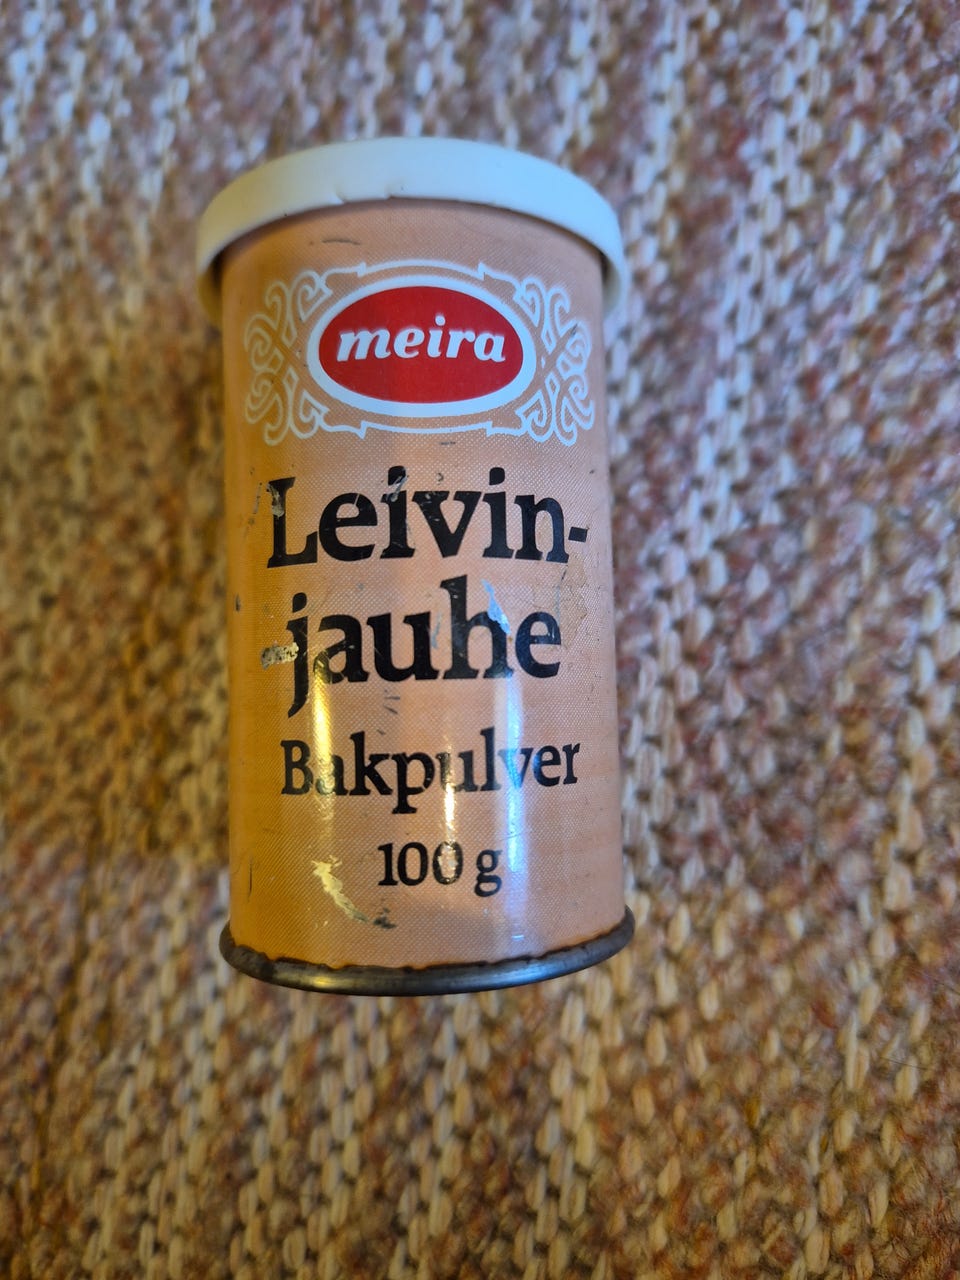 meira
Leivin-
jauhe
Bakpulver
100 g